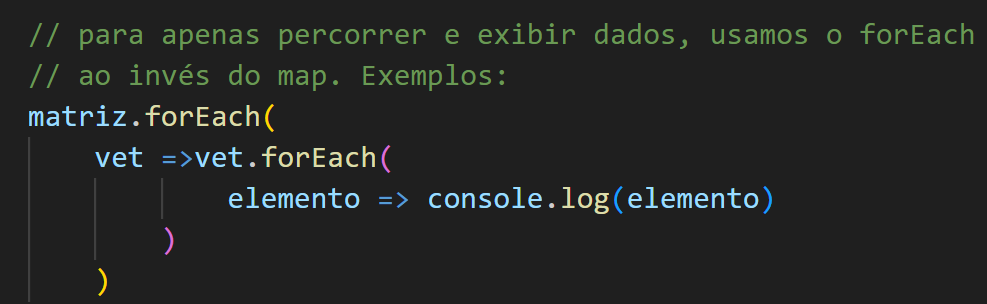 // para apenas percorrer e exibir dados, usamos o forEach
// ao invés do map. Exemplos:
matriz.forEach(
    vet =>vet.forEach(
            elemento => console.log(elemento)
        )
    )